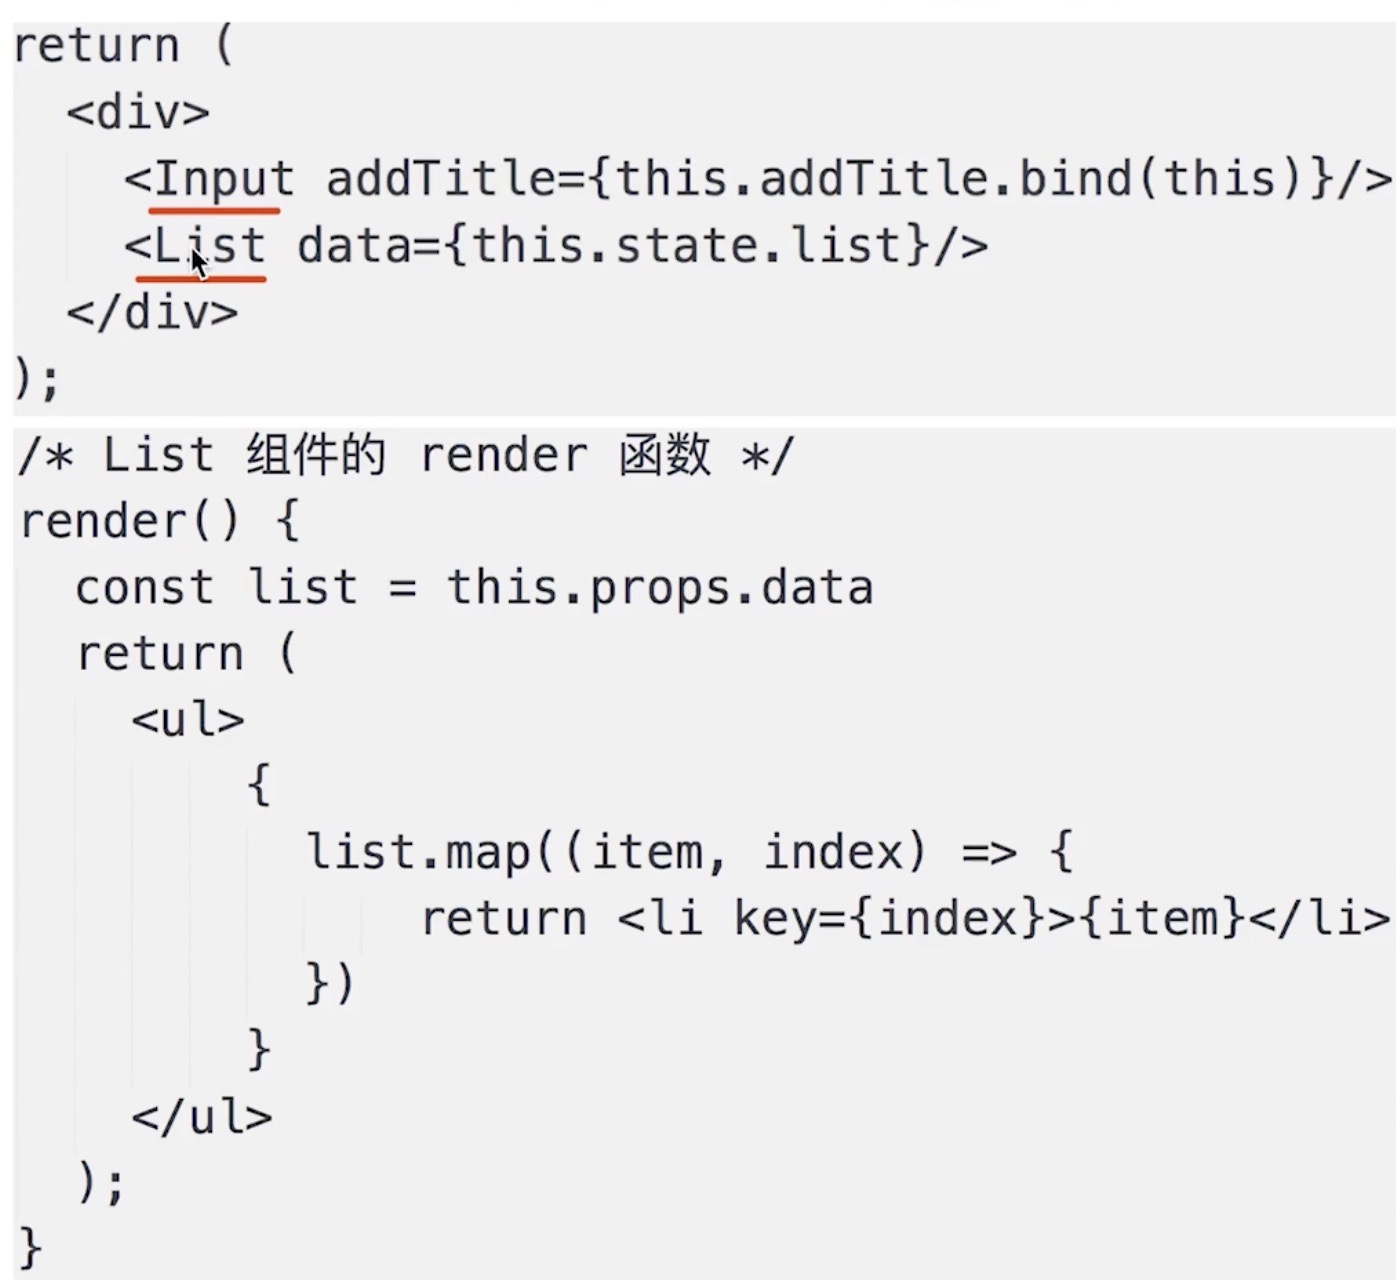 return (
  <div>
    <Input addTitle={this.addTitle.bind(this)}/>
    <List data={this.state.list}/>
  </div>
);
/* List 组件的 render 函数 */
render() {
  const list = this.props.data
  return (
    <ul>
        {
          list.map((item, index) => {
              return <li key={index}>{item}</li>
          })
        }
    </ul>
  );
}